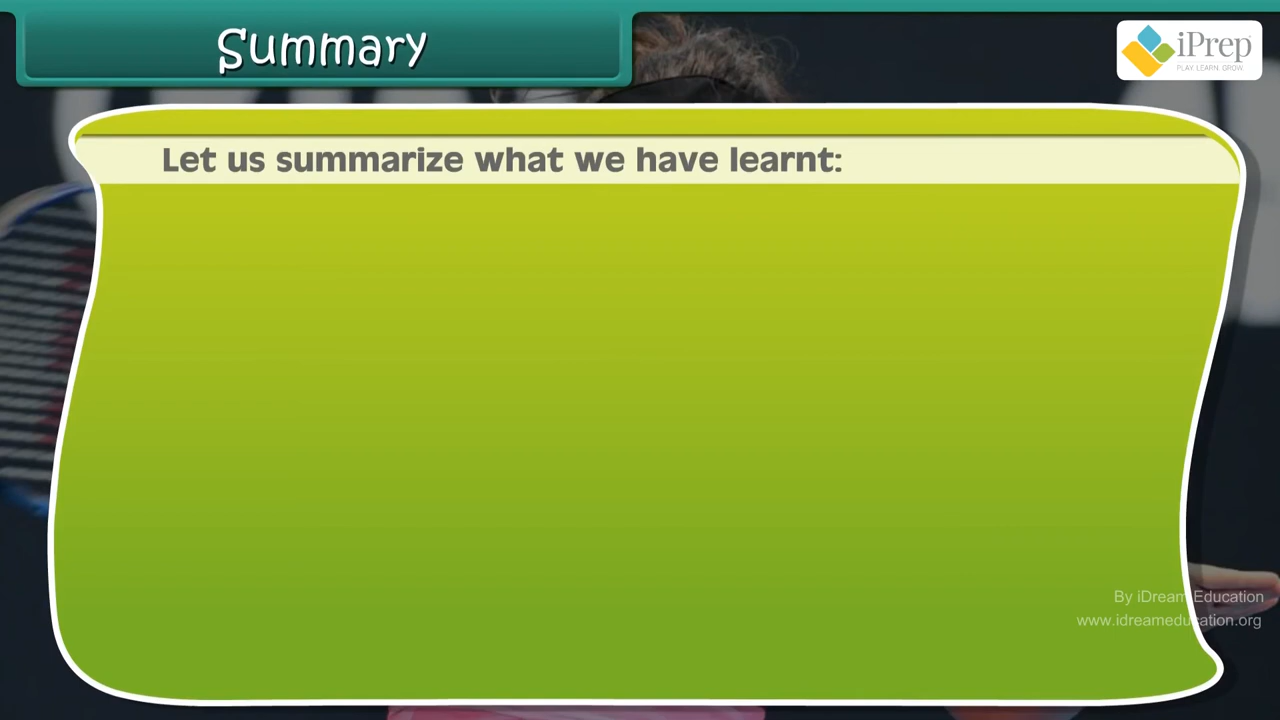 Summary
iPrep
PLAY. LEARN. GROW.
Let us summarize what we have learnt:
By iDream Education
www.idreameducation.org